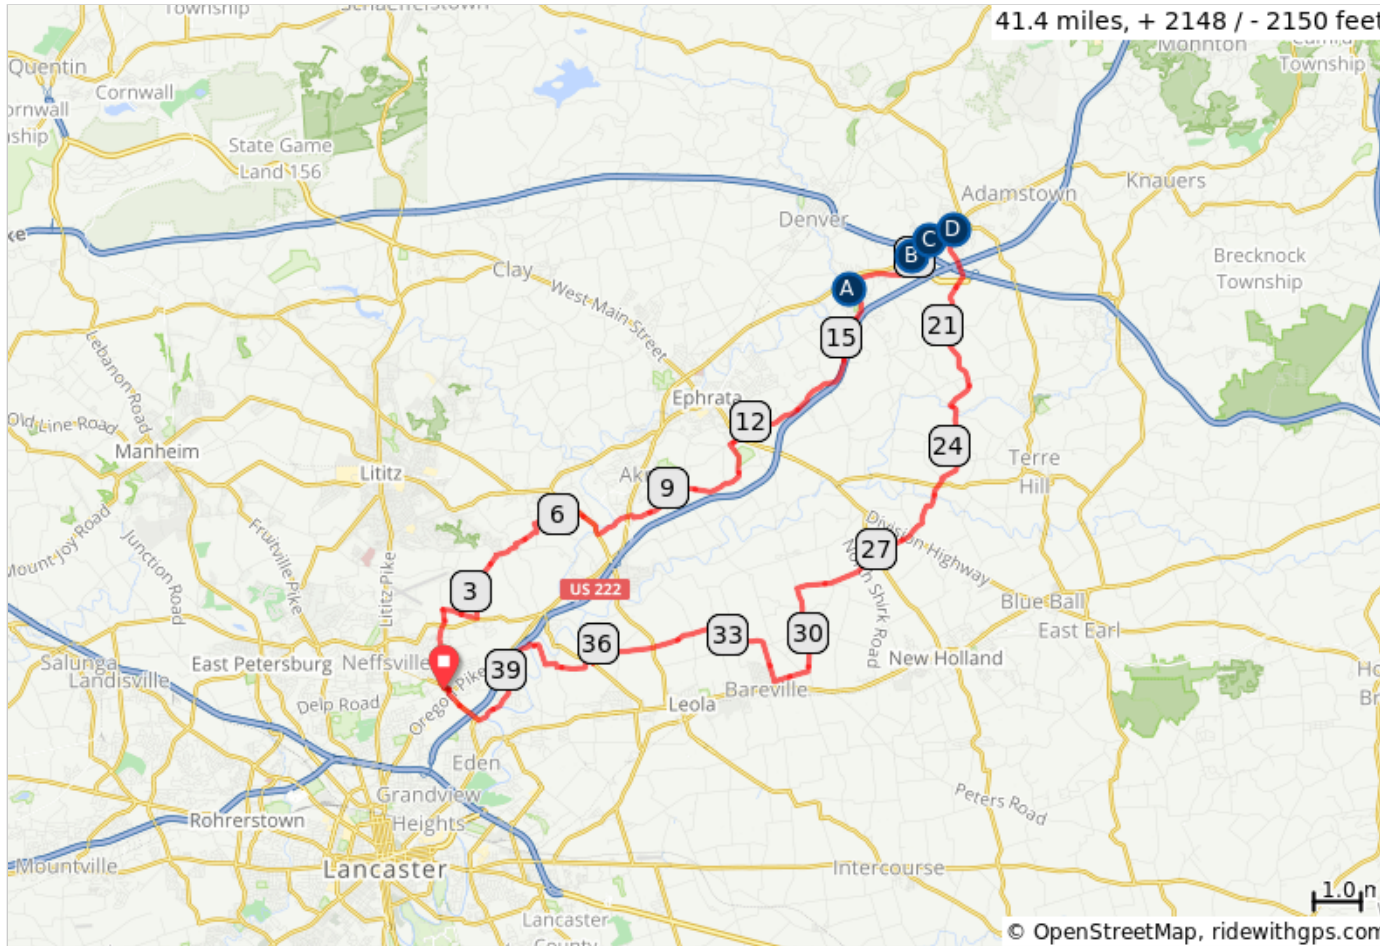 41.4 miles, + 2148 / - 2150 feet
Township
Quentin
Cornwall
State Game
Land 156
Mohnton
Township
Knauers
Adamstown
Denver
D
C
B
A
Brecknock
Township
Clay
West Main Street
15
21
Lebanon Road
Ephrata
12
24
Old Line Road
Manheim
Lititz
Terre
Hill
9
6
Mount Joy Road
Junction Road
Fruitville Pike
Lititz Pike
27
Division Highway
North Shirk Road
3
US 222
Blue Ball
East Earl
33
30
36
39
Salunga
Landisville
East Petersburg
Neffsville
New Holland
Bareville
Leola
Delp Road
Oregon Pike
Eden
Grandview
Heights
Rohrerstown
Peters Road
Mountville
Lancaster
Intercourse
Lancaster
County
1.0
© OpenStreetMap, ridewithgps.com